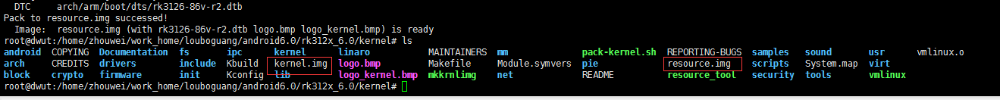 DTC     arch/arm/boot/dts/rk3126-86v-r2.dtb
Pack to resource.img successed!
  Image:  resource.img (with rk3126-86v-r2.dtb logo.bmp logo_kernel.bmp) is ready
root@dwut:/home/zhouwei/work_home/louboguang/android6.0/rk312x_6.0/kernel# ls
android  COPYING  Documentation  fs       ipc      kernel      linaro           MAINTAINERS  mm              pack-kernel.sh  REPORTING-BUGS  samples   sound       usr      vmlinux.o
arch     CREDITS  drivers        include  Kbuild   kernel.img  logo.bmp         Makefile     Module.symvers  pie             resource.img    scripts   System.map  virt
block    crypto   firmware       init     Kconfig  lib         logo_kernel.bmp  mkkrnlimg    net             README          resource_tool   security  tools       vmlinux
root@dwut:/home/zhouwei/work_home/louboguang/android6.0/rk312x_6.0/kernel#